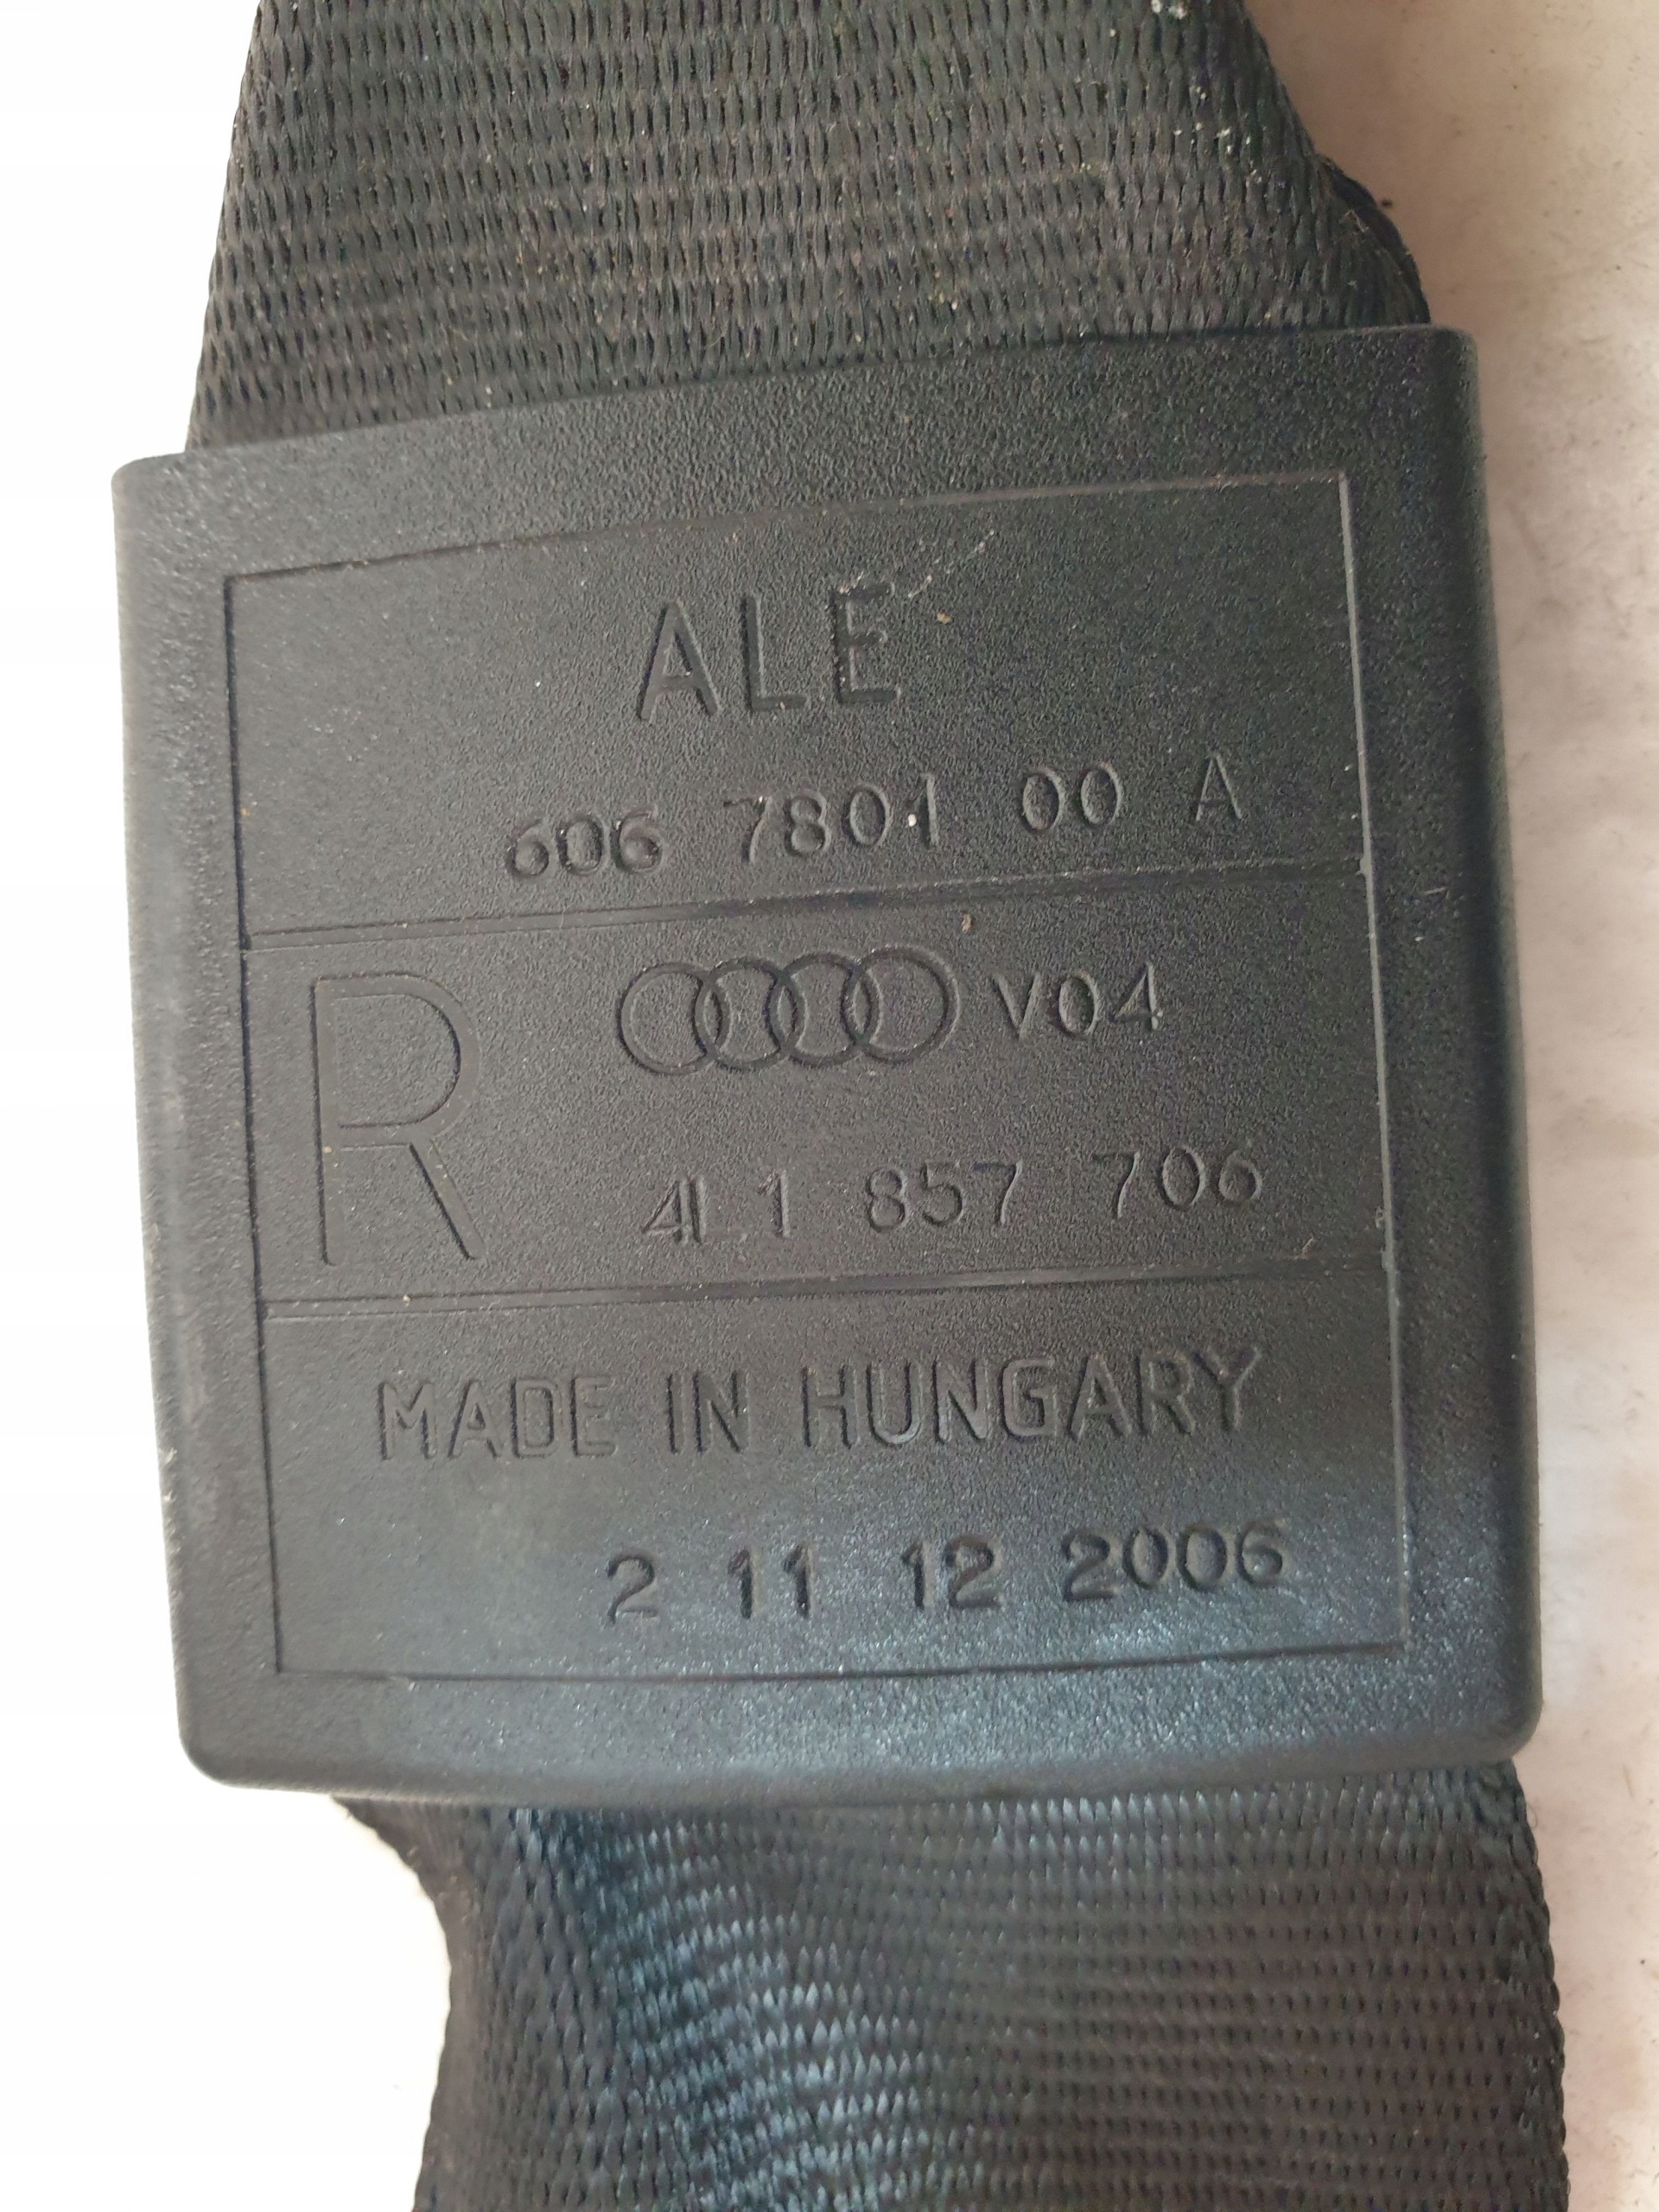 ALE
606 7801 00 A
R V04
4L1 857 706
MADE IN HUNGARY
2 11 12 2006